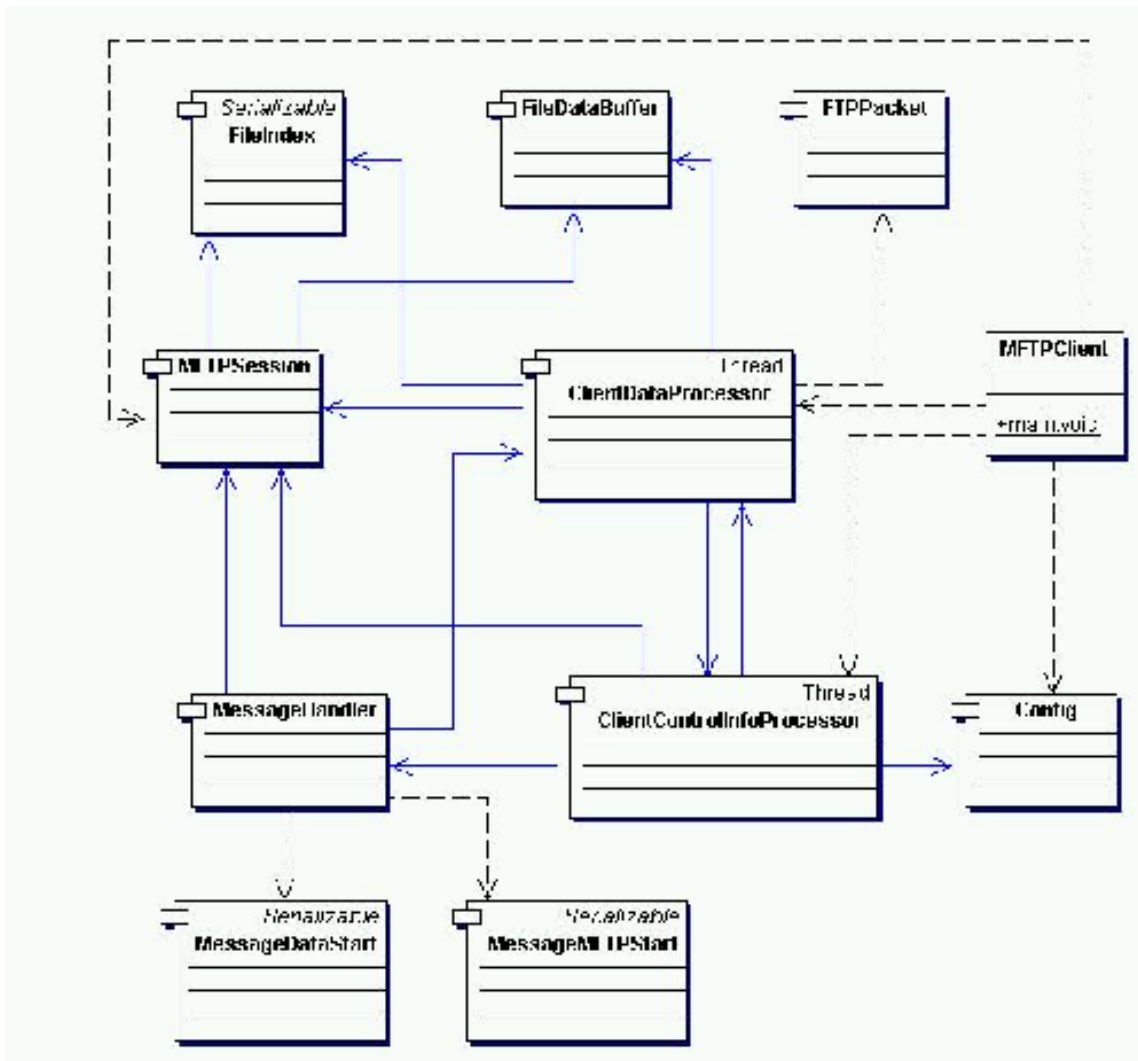 Serializable
FileIndex
FileDataBuffer
FTPPacket
MFTPSession
Thread
ClientDataProcessor
MFTPClient
+main:void
MessageHandler
Thread
ClientControlInfoProcessor
Config
Serializable
MessageDataStart
Serializable
MessageMFTPStart